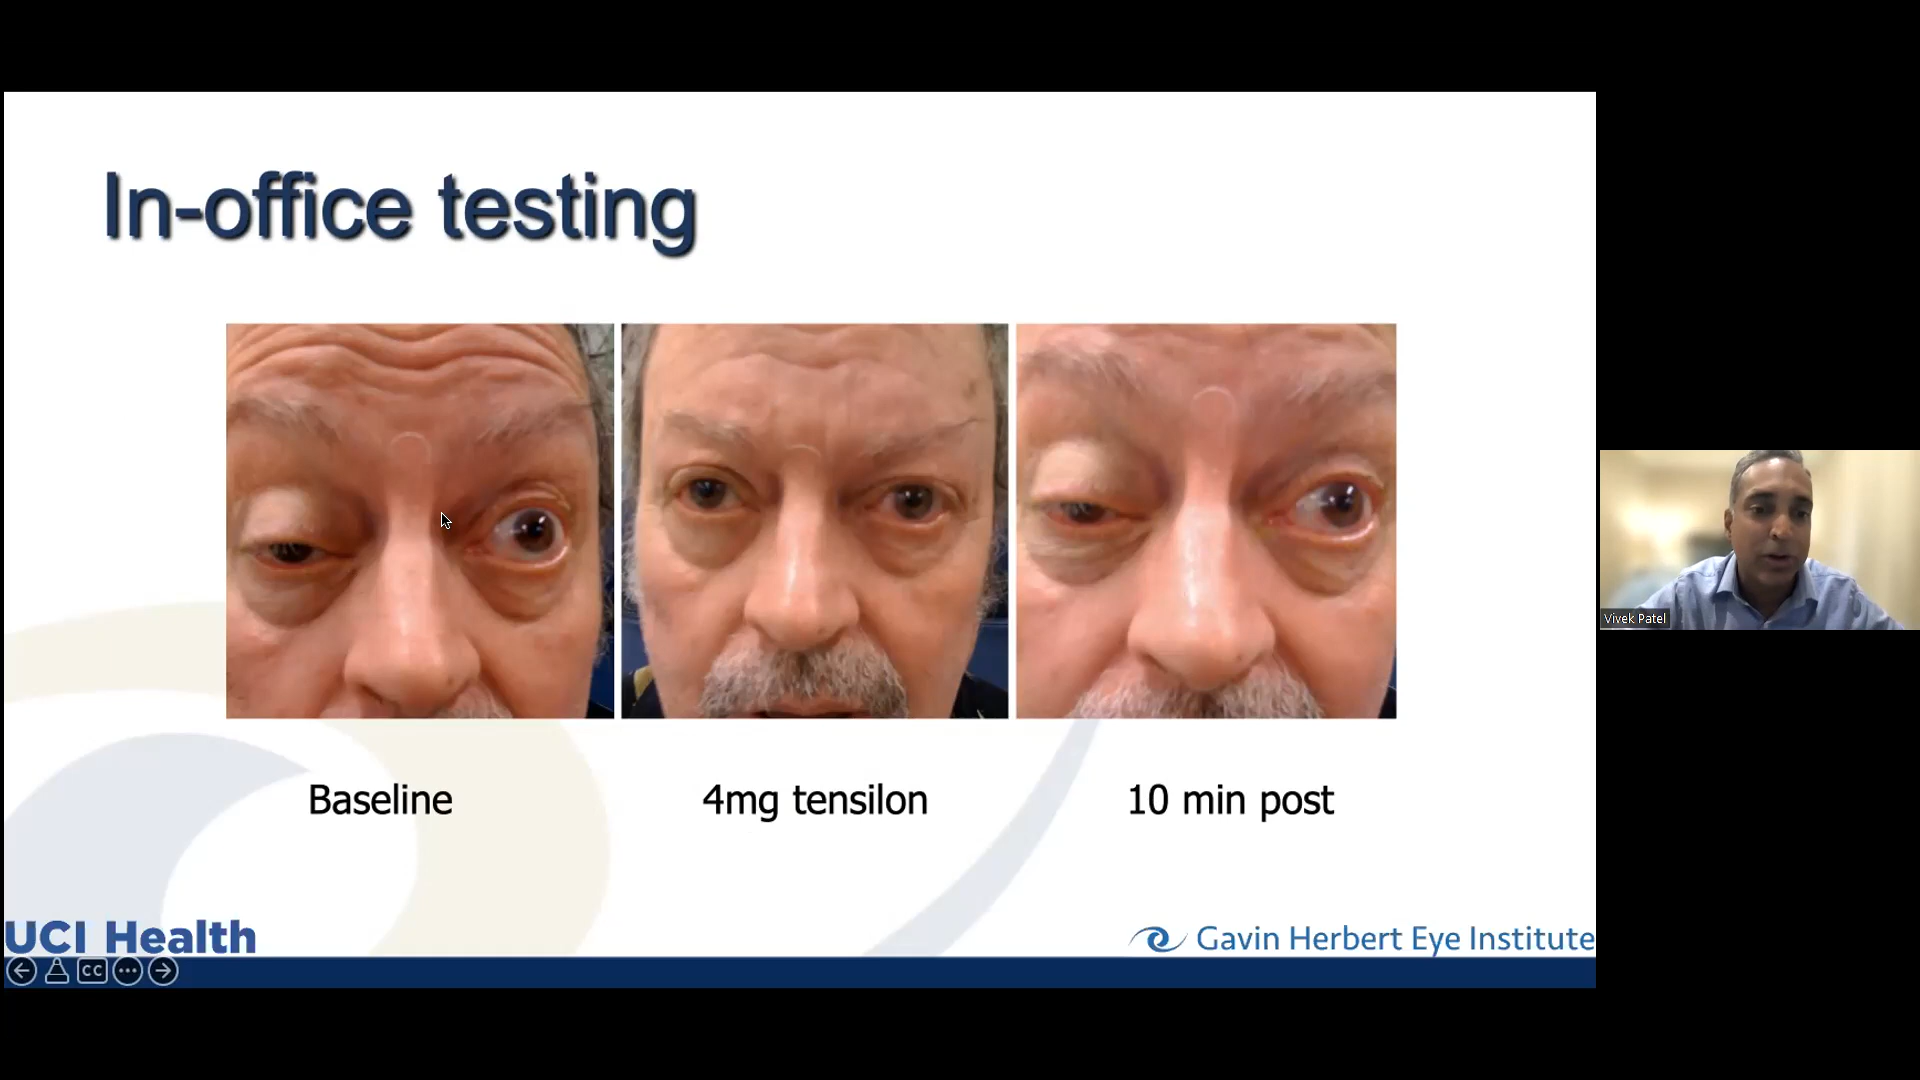 In-office testing
Baseline
4mg tensilon
10 min post
Vivek Patel
UCI Health
Gavin Herbert Eye Institute
CC